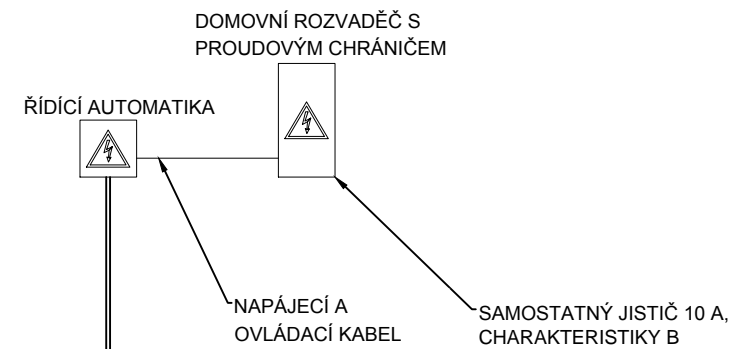 DOMOVNÍ ROZVADĚČ S
PROUDOVÝM CHRÁNIČEM
ŘÍDÍCÍ AUTOMATIKA
NAPÁJECÍ A
OVLÁDACÍ KABEL
SAMOSTATNÝ JISTIČ 10 A,
CHARAKTERISTIKY B